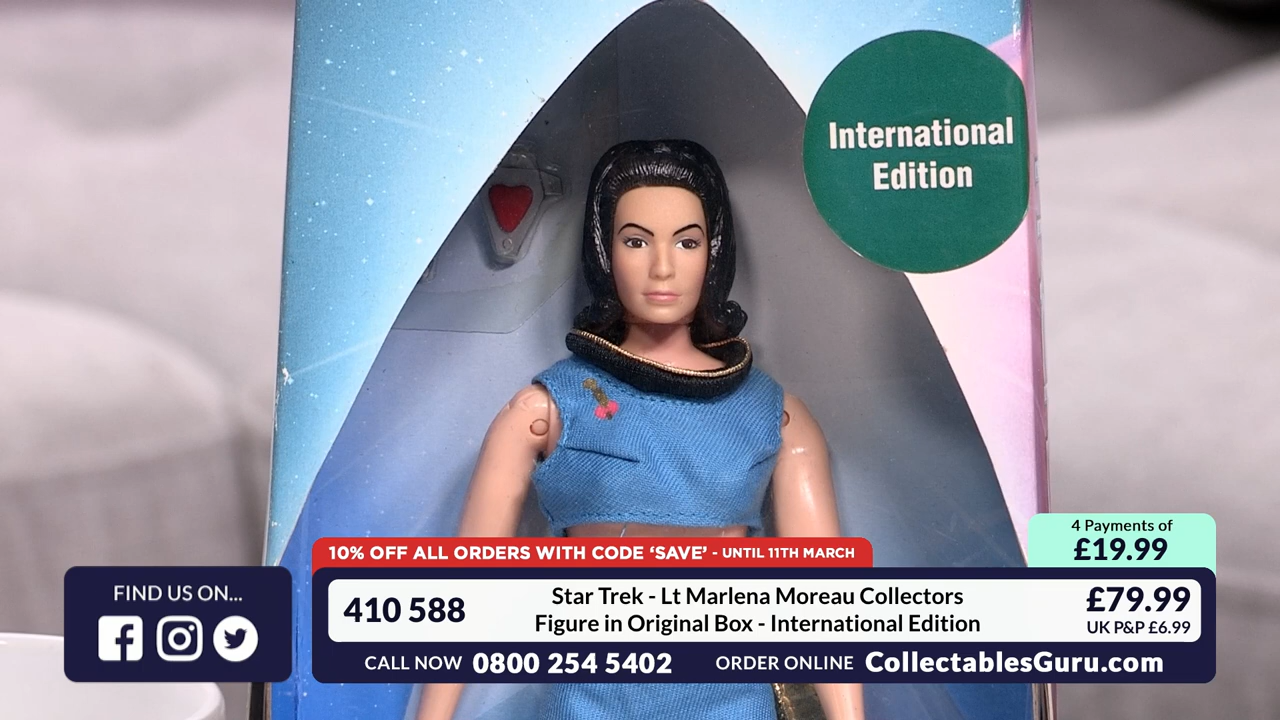 International
Edition
4 Payments of
£19.99
10% OFF ALL ORDERS WITH CODE ‘SAVE’ - UNTIL 11TH MARCH
FIND US ON...
410 588
Star Trek - Lt Marlena Moreau Collectors
Figure in Original Box - International Edition
£79.99
UK P&P £6.99
CALL NOW 0800 254 5402
ORDER ONLINE CollectablesGuru.com